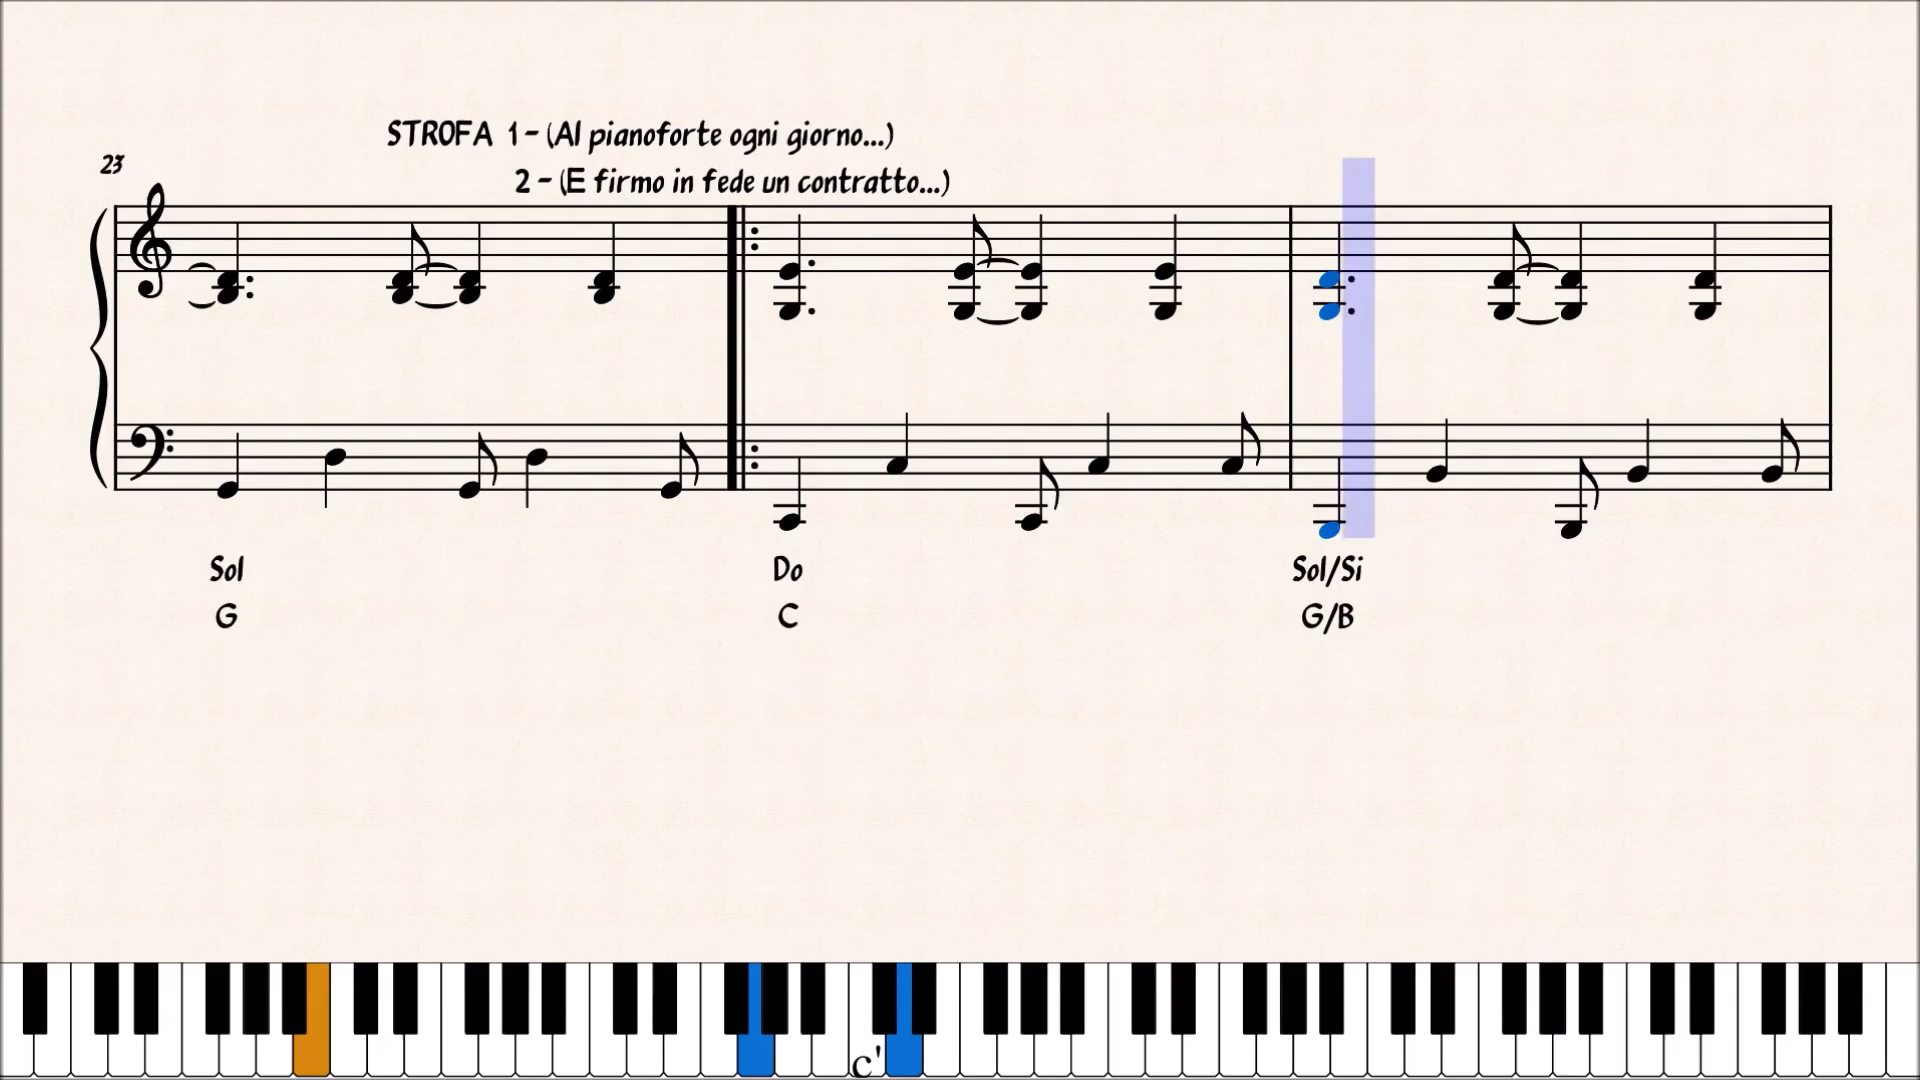 STROFA 1 - (Al pianoforte ogni giorno...)
23
2 - (E firmo in fede un contratto...)
Sol Do Sol/Si
G C G/B
c'